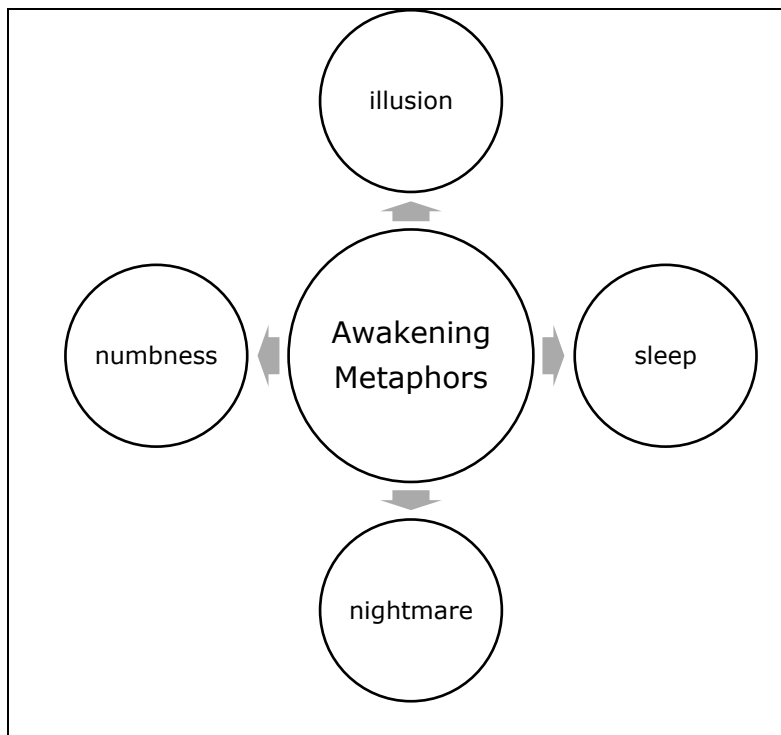 illusion
numbness
Awakening
Metaphors
sleep
nightmare